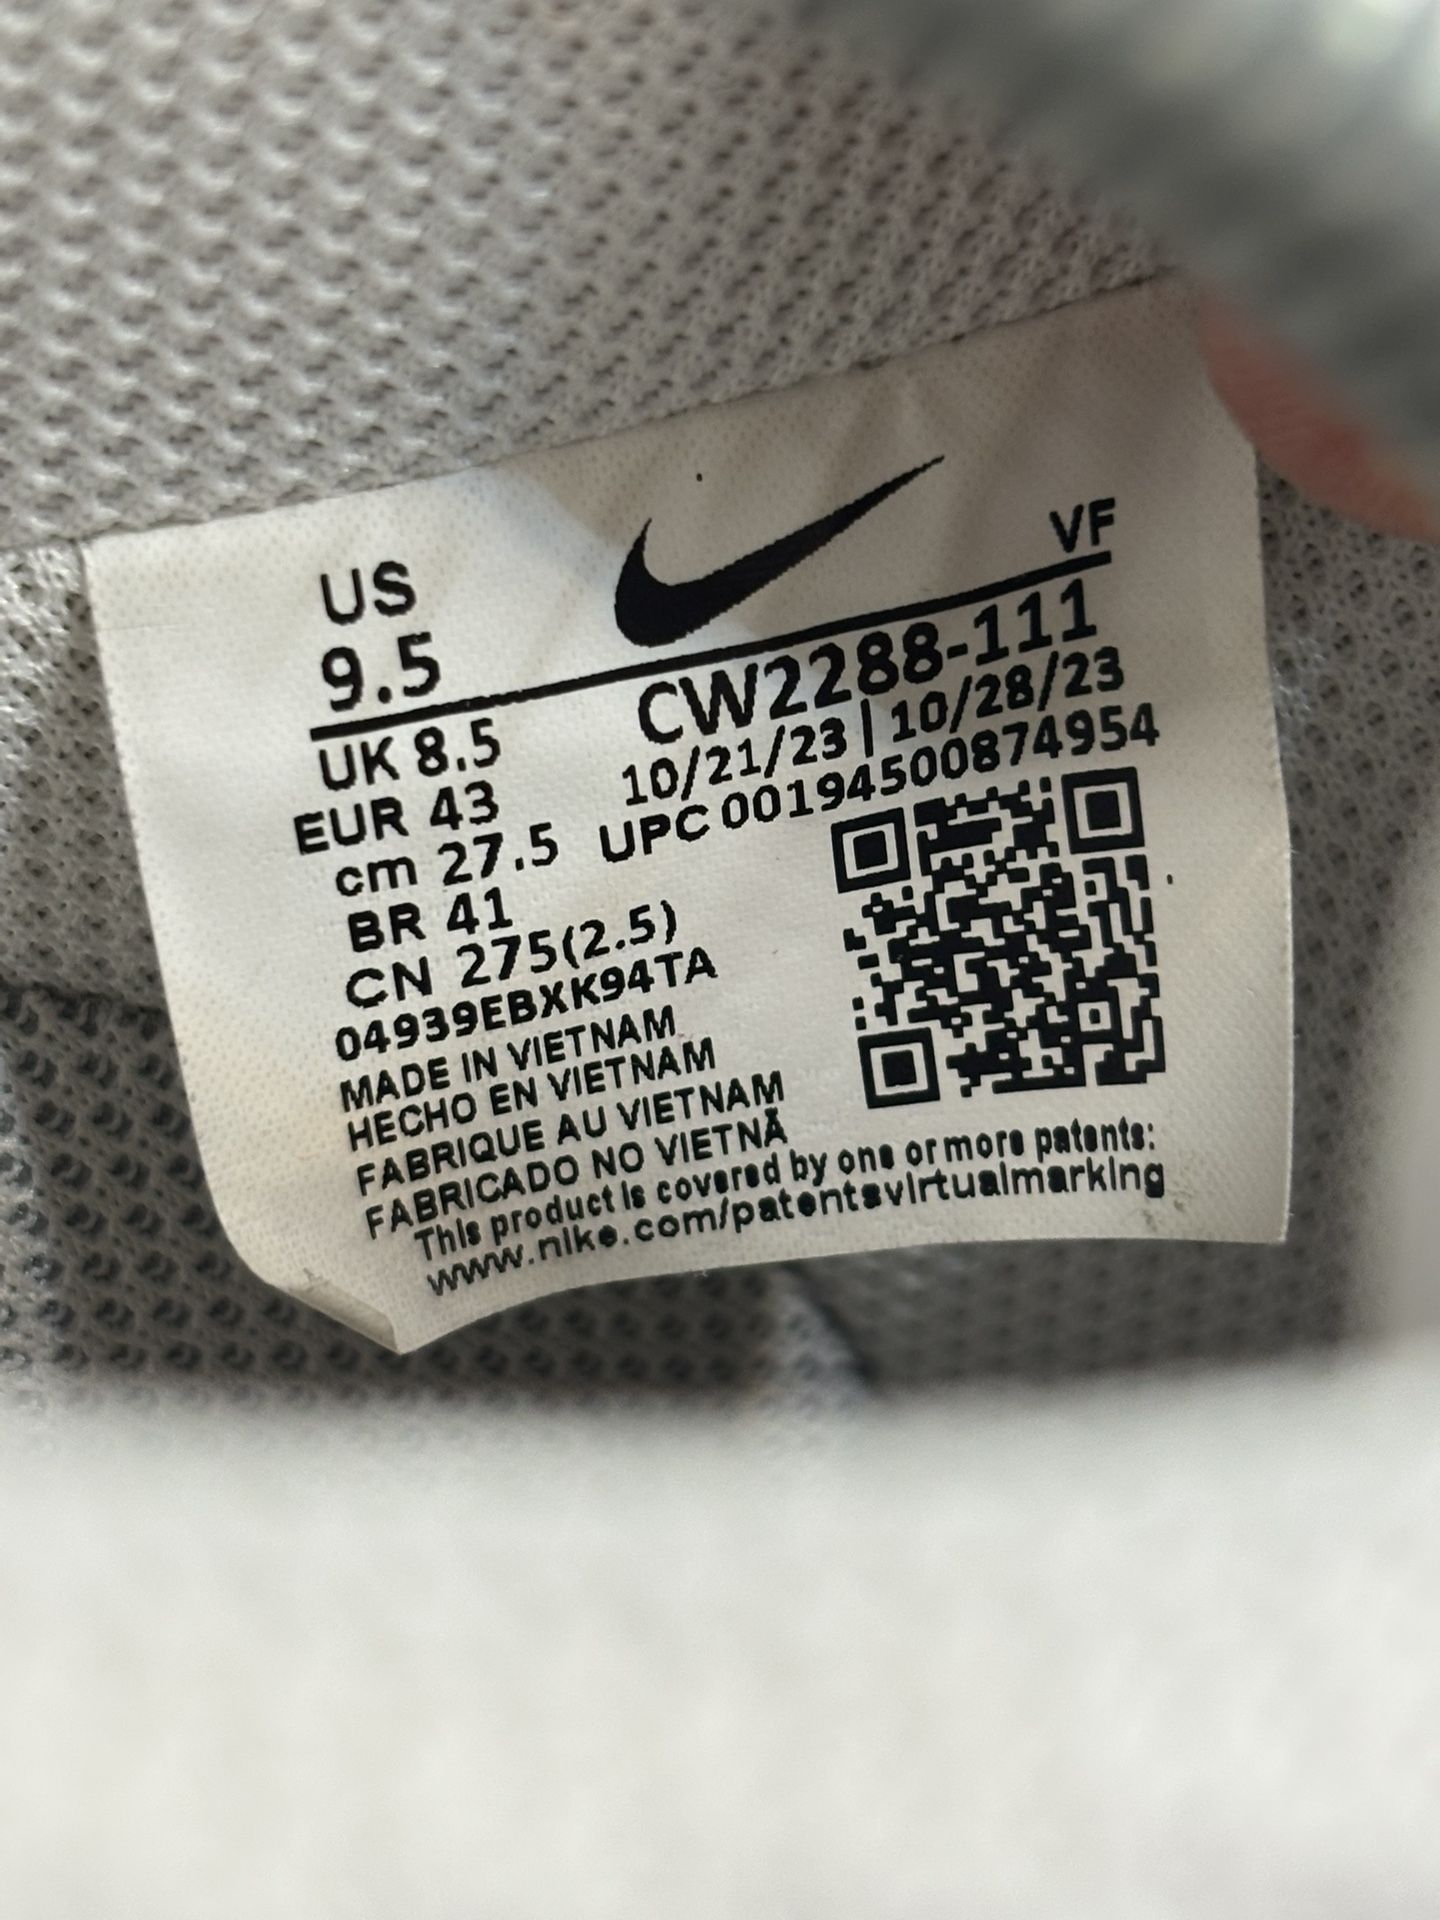 US
9.5
VF
UK 8.5
EUR 43
cm 27.5
BR 41
CN 275(2.5)
CW2288-111
10/21/23 | 10/28/23
UPC 00194500874954
04939EBXK94TA
MADE IN VIETNAM
HECHO EN VIETNAM
FABRIQUE AU VIETNAM
FABRICADO NO VIETNÃ
This product is covered by one or more patents:
www.nike.com/patentsvirtualmarking